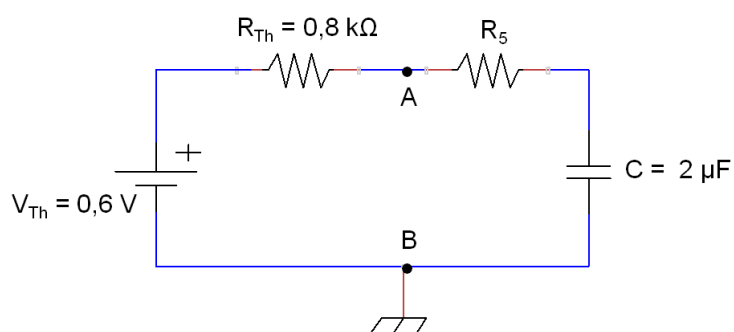 R_Th = 0,8 kΩ
R_5
A
+
V_Th = 0,6 V
C = 2 μF
B